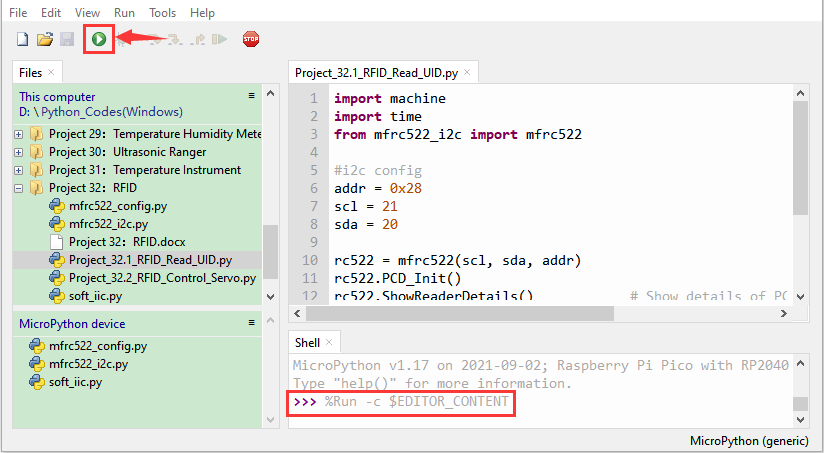 File Edit View Run Tools Help
STOP
Files
This computer
D: \ Python_Codes(Windows)
Project 29: Temperature Humidity Mete
Project 30: Ultrasonic Ranger
Project 31: Temperature Instrument
Project 32: RFID
mfrc522_config.py
mfrc522_i2c.py
Project 32: RFID.docx
Project_32.1_RFID_Read_UID.py
Project_32.2_RFID_Control_Servo.py
soft_iic.py
MicroPython device
mfrc522_config.py
mfrc522_i2c.py
soft_iic.py
Project_32.1_RFID_Read_UID.py
1 import machine
2 import time
3 from mfrc522_i2c import mfrc522
4
5 #i2c config
6 addr = 0x28
7 scl = 21
8 sda = 20
9
10 rc522 = mfrc522(scl, sda, addr)
11 rc522.PCD_Init()
12 rc522.ShowReaderDetails() # Show details of PC
Shell
MicroPython v1.17 on 2021-09-02; Raspberry Pi Pico with RP2040
Type "help()" for more information.
>>> %Run -c $EDITOR_CONTENT
MicroPython (generic)